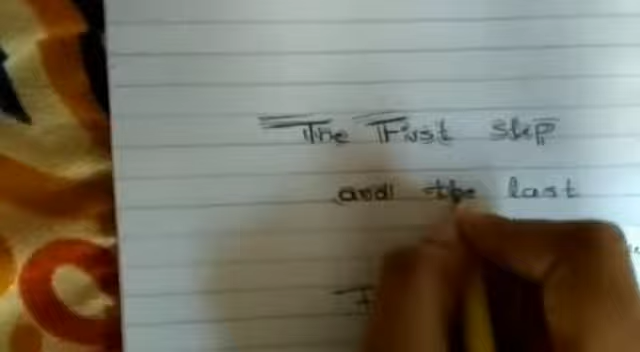 The First step
and the last